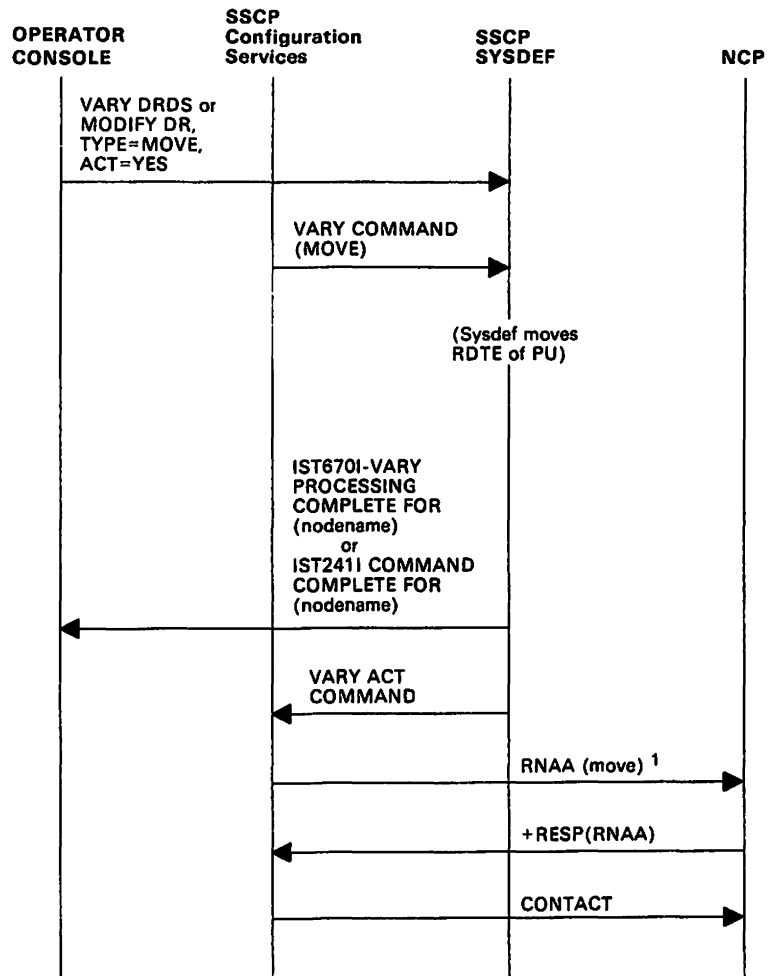 OPERATOR
CONSOLE
SSCP
Configuration
Services
SSCP
SYSDEF
NCP
VARY DRDS or
MODIFY DR,
TYPE=MOVE,
ACT=YES
VARY COMMAND
(MOVE)
(Sysdef moves
RDTE of PU)
IST670I-VARY
PROCESSING
COMPLETE FOR
(nodename)
or
IST241I COMMAND
COMPLETE FOR
(nodename)
VARY ACT
COMMAND
RNAA (move) 1
+RESP(RNAA)
CONTACT